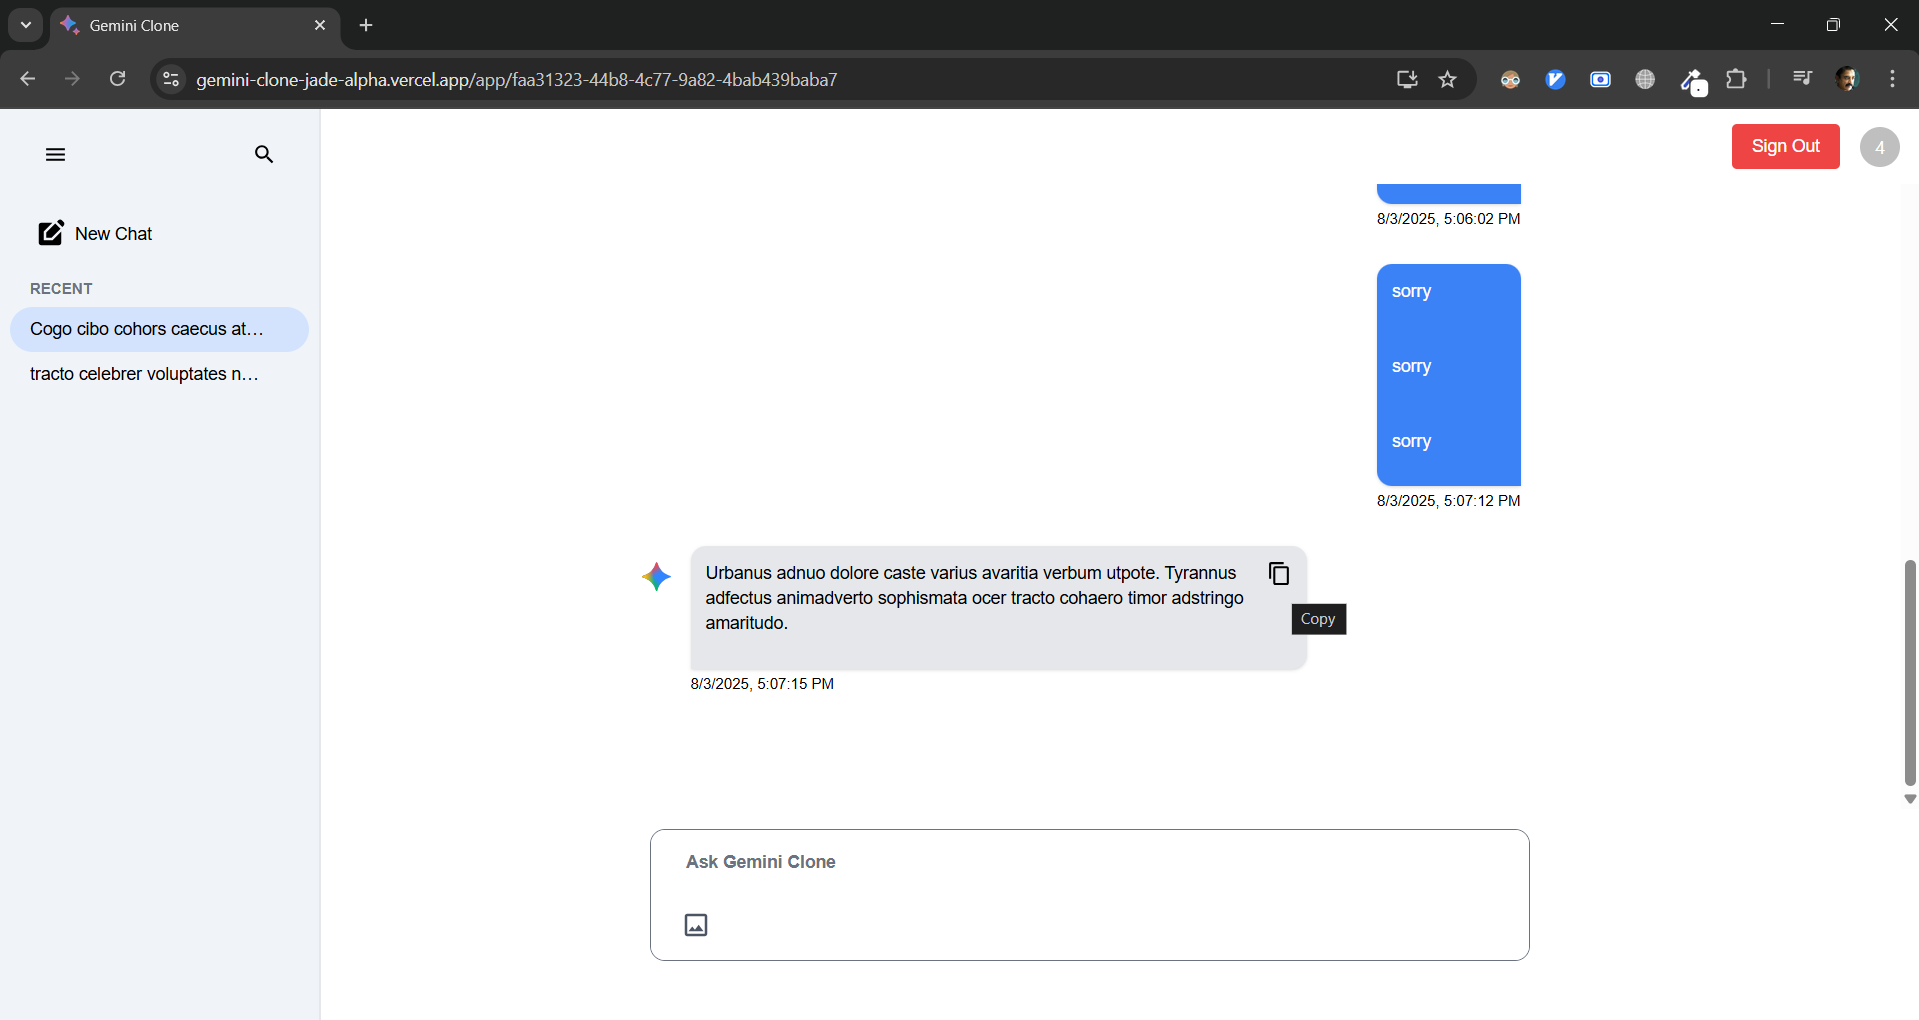 Gemini Clone
gemini-clone-jade-alpha.vercel.app/app/faa31323-44b8-4c77-9a82-4bab439baba7
Sign Out
4
New Chat
RECENT
Cogo cibo cohors caecus at...
tracto celebrer voluptates n...
8/3/2025, 5:06:02 PM
sorry
sorry
sorry
8/3/2025, 5:07:12 PM
Urbanus adnuo dolore caste varius avaritia verbum utpote. Tyrannus
adfectus animadverto sophismata ocer tracto cohaero timor adstringo
amaritudo.
Copy
8/3/2025, 5:07:15 PM
Ask Gemini Clone